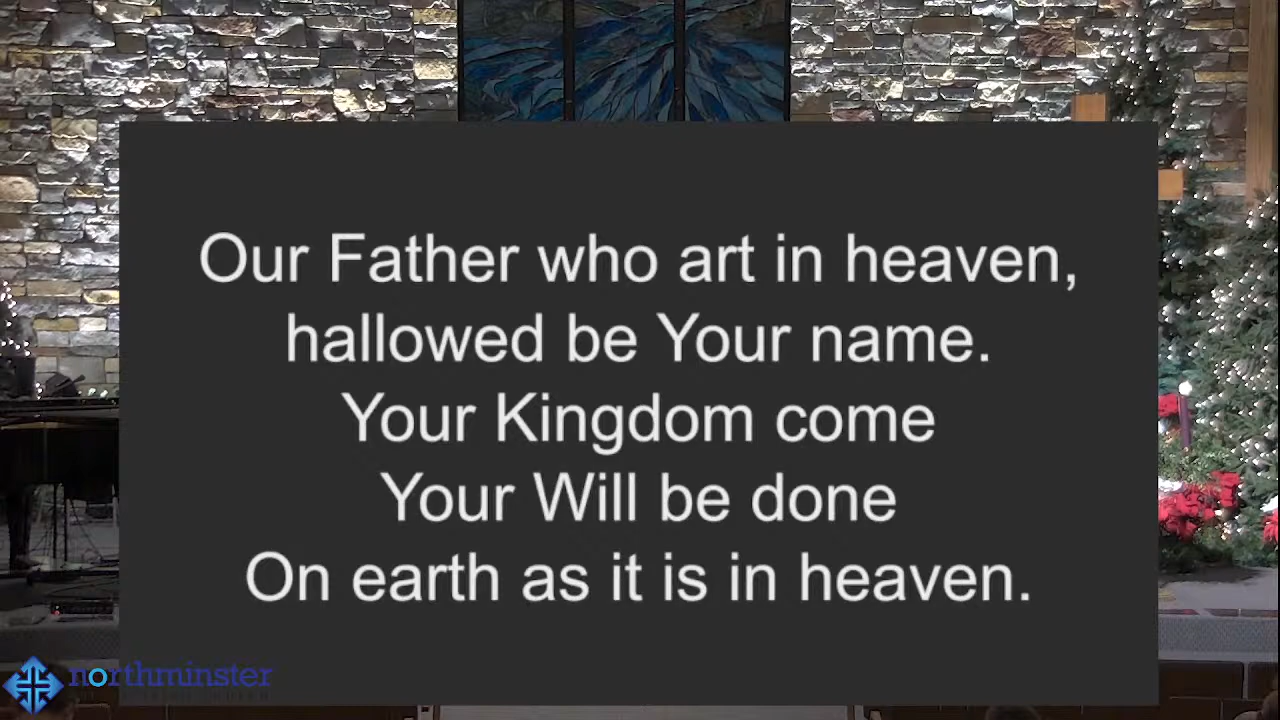 Our Father who art in heaven,
hallowed be Your name.
Your Kingdom come
Your Will be done
On earth as it is in heaven.
northminster